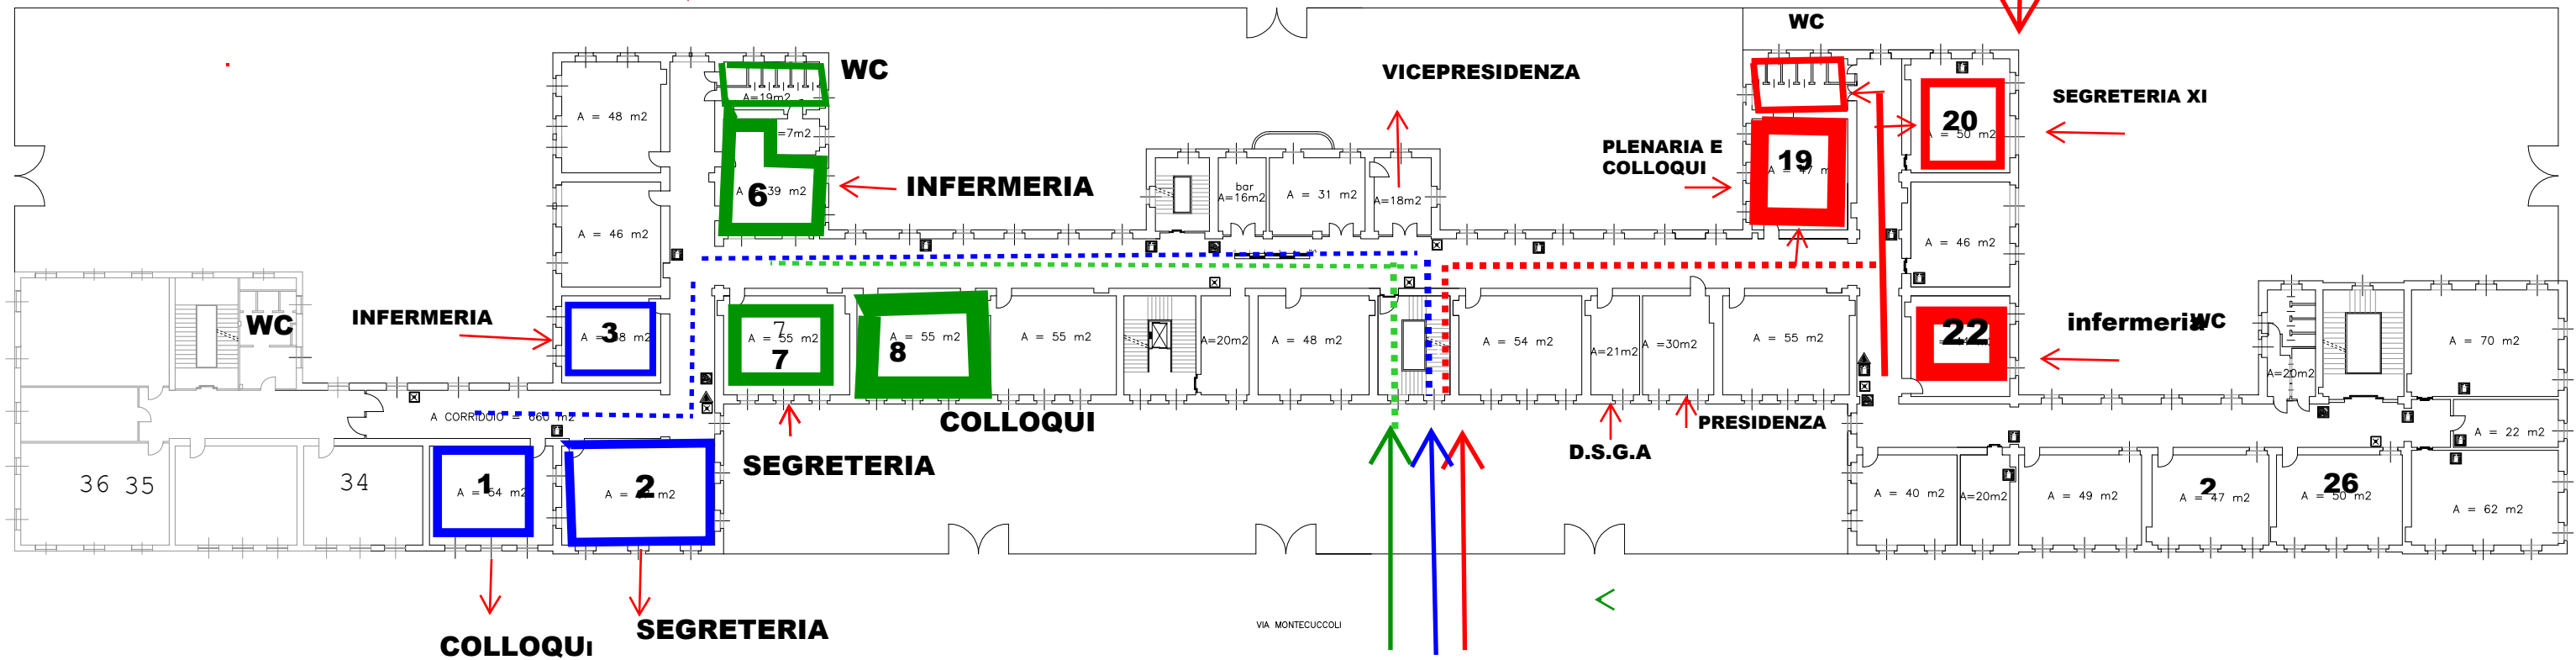 WC
WC
VICEPRESIDENZA
SEGRETERIA XI
A=19m2
A = 48 m2
=7m2
20
A = 50 m2
PLENARIA E
COLLOQUI
19
A = 47 m
INFERMERIA
6
39 m2
bar
A=16m2
A = 31 m2
A=18m2
A = 46 m2
A = 46 m2
INFERMERIA
WC
3
7
A = 55 m2
7
A = 55 m2
8
A = 55 m2
A=20m2
A = 48 m2
A = 54 m2
A=21m2
A =30m2
A = 55 m2
22
infermeria
WC
A = 70 m2
A=20m2
A CORRIDOIO = 660 m2
COLLOQUI
D.S.G.A
PRESIDENZA
A = 22 m2
SEGRETERIA
36 35
34
1
A = 54 m2
2
A = m2
A = 40 m2
A=20m2
A = 49 m2
2
A = 47 m2
26
A = 50 m2
A = 62 m2
COLLOQUI
SEGRETERIA
VIA MONTECUCCOLI